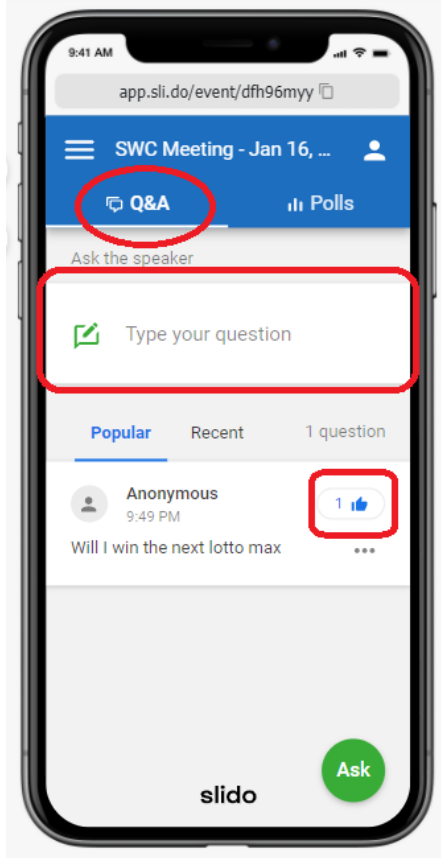 9:41 AM
app.sli.do/event/dfh96myy
SWC Meeting - Jan 16, ...
Q&A Polls
Ask the speaker
Type your question
Popular Recent 1 question
Anonymous
1
9:49 PM
Will I win the next lotto max
Ask
slido